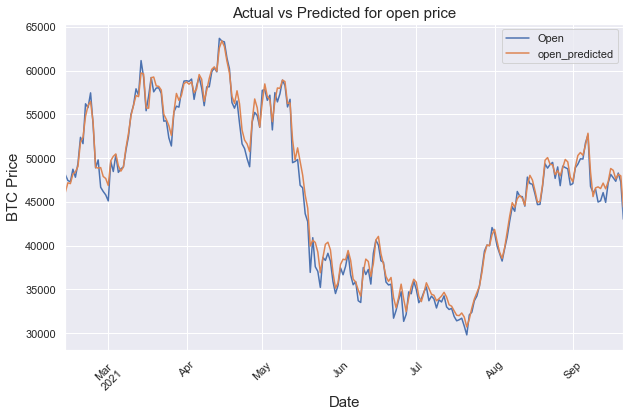 Actual vs Predicted for open price
Open
open_predicted
BTC Price
65000
60000
55000
50000
45000
40000
35000
30000
Mar
2021
Apr
May
Jun
Jul
Aug
Sep
Date